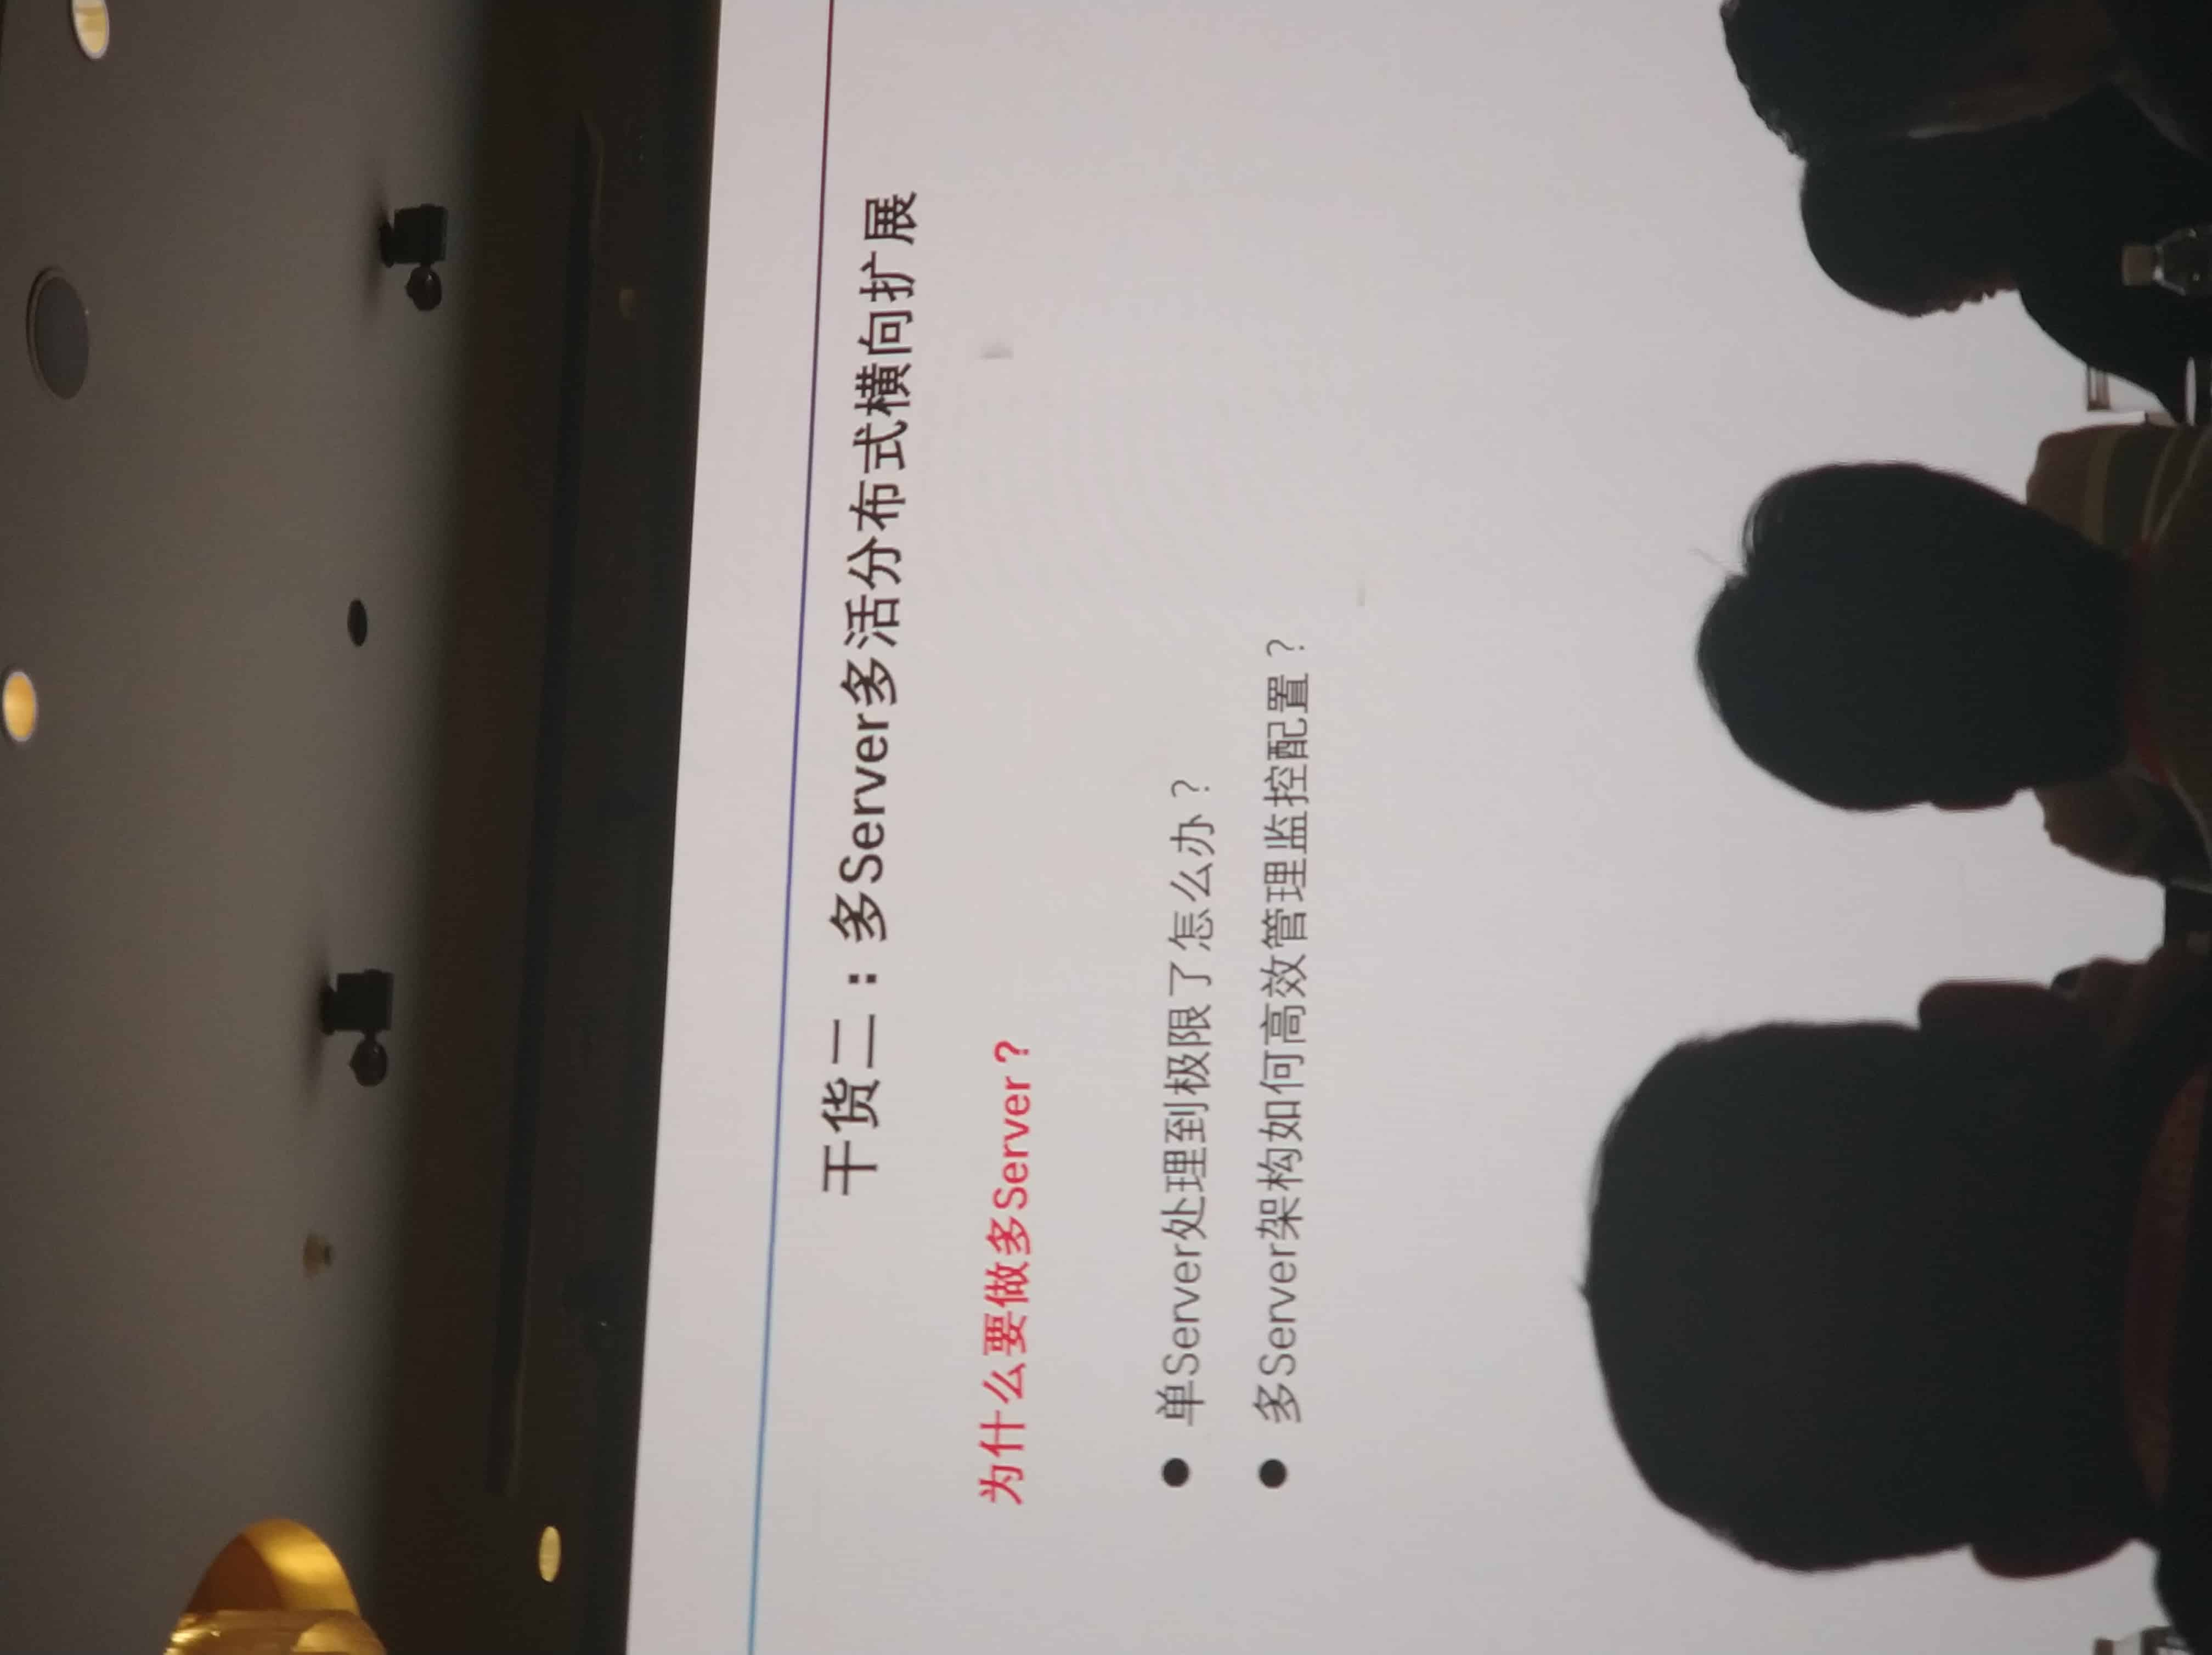 干货二：多Server多活分布式横向扩展
为什么要做多Server？
● 单Server处理到极限了怎么办？
● 多Server架构如何高效管理监控配置？